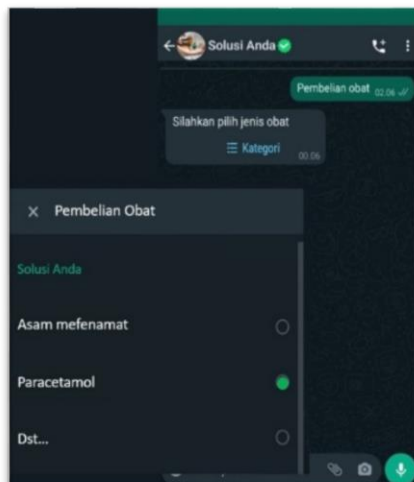 Solusi Anda
Pembelian obat 02.06
Silahkan pilih jenis obat
Kategori
00.06
Pembelian Obat
Solusi Anda
Asam mefenamat
Paracetamol
Dst...